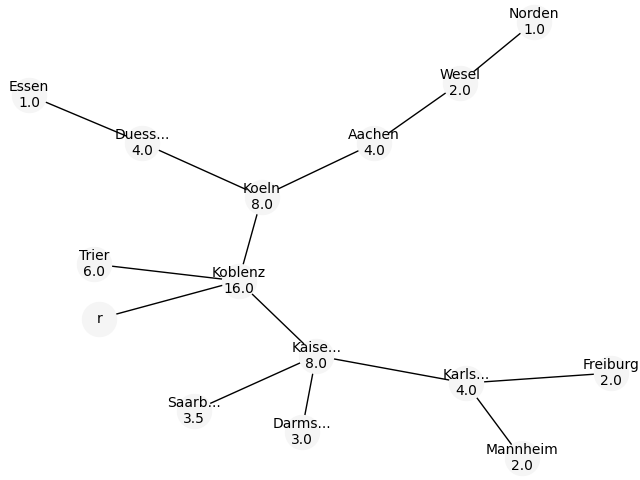 Norden
1.0
Wesel
2.0
Essen
1.0
Duess...
4.0
Aachen
4.0
Koeln
8.0
Trier
6.0
Koblenz
16.0
r
Kaise...
8.0
Freiburg
2.0
Karls...
4.0
Saarb...
3.5
Darms...
3.0
Mannheim
2.0